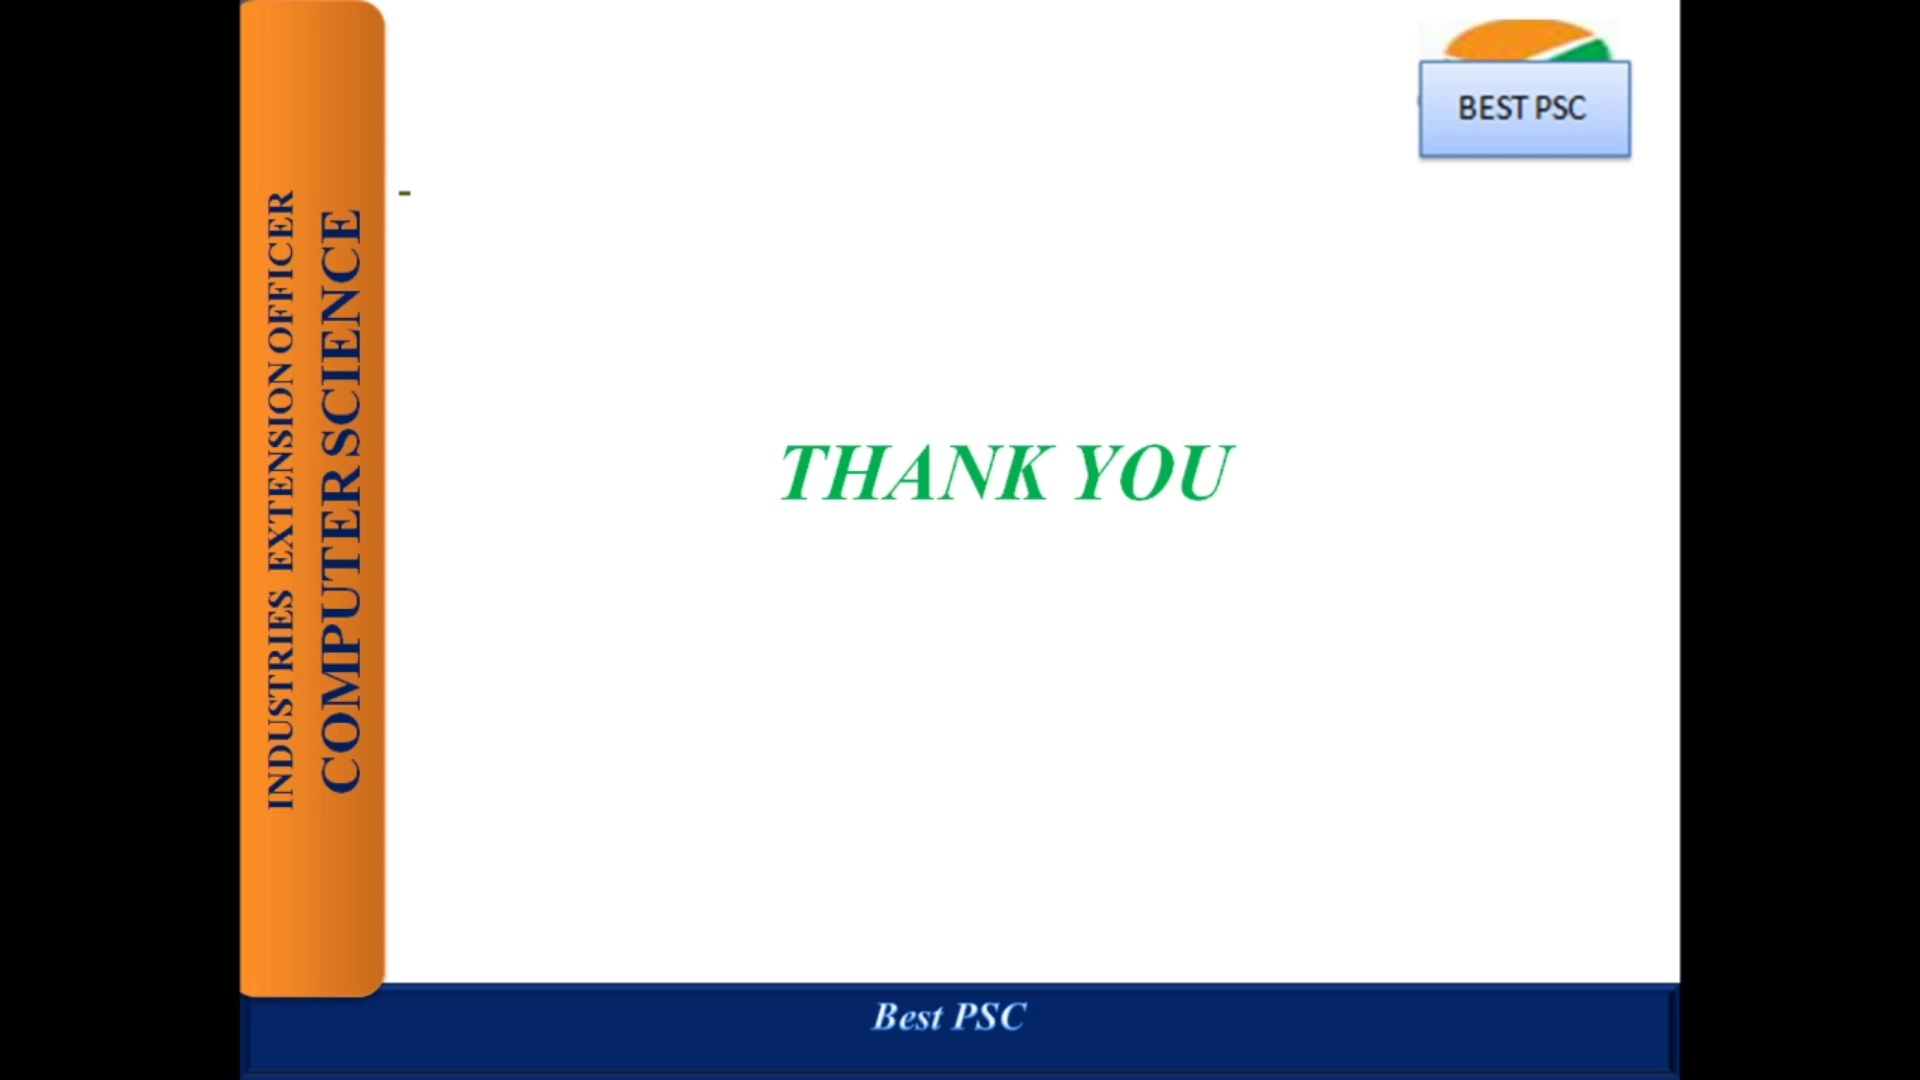 INDUSTRIES EXTENSION OFFICER
COMPUTER SCIENCE
BEST PSC
-
THANK YOU
Best PSC